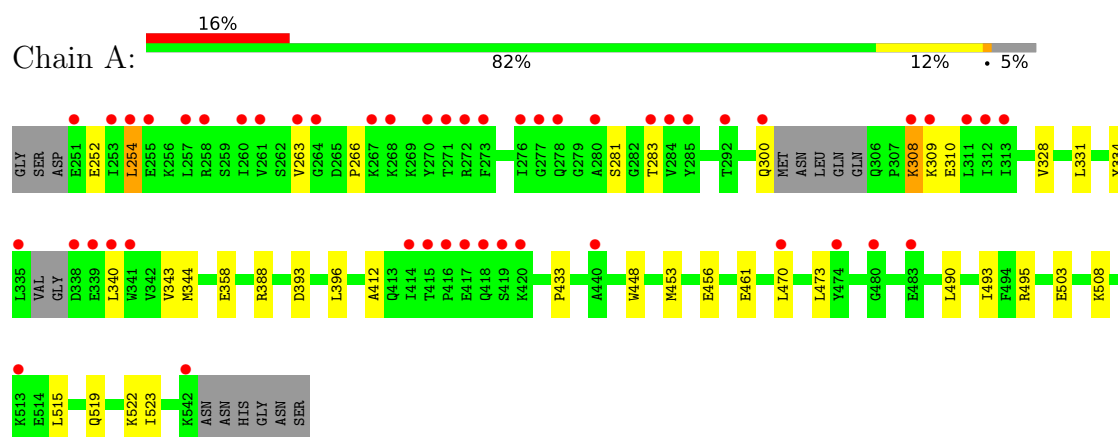 16%
Chain A:
82% 12% • 5%
GLY SER ASP E251 E252 I253 L254 E255 K256 L257 R258 S259 I260 V261 S262 V263 G264 D265 P266 K267 K268 K269 Y270 T271 R272 F273 I276 G277 Q278 G279 A280 S281 G282 T283 V284 Y285 T292 Q300 MET ASN LEU GLN GLN Q306 P307 K308 K309 E310 L311 I312 I313 V328 L331 Y334
L335 VAL GLY D338 E339 L340 W341 V342 V343 M344 E358 R388 D393 L396 A412 Q413 I414 T415 P416 E417 Q418 S419 K420 P433 A440 W448 M453 E456 E461 L470 L473 Y474 G480 E483 L490 I493 F494 R495 E503 K508
K513 E514 L515 Q519 K522 I523 K542 ASN ASN HIS GLY ASN SER